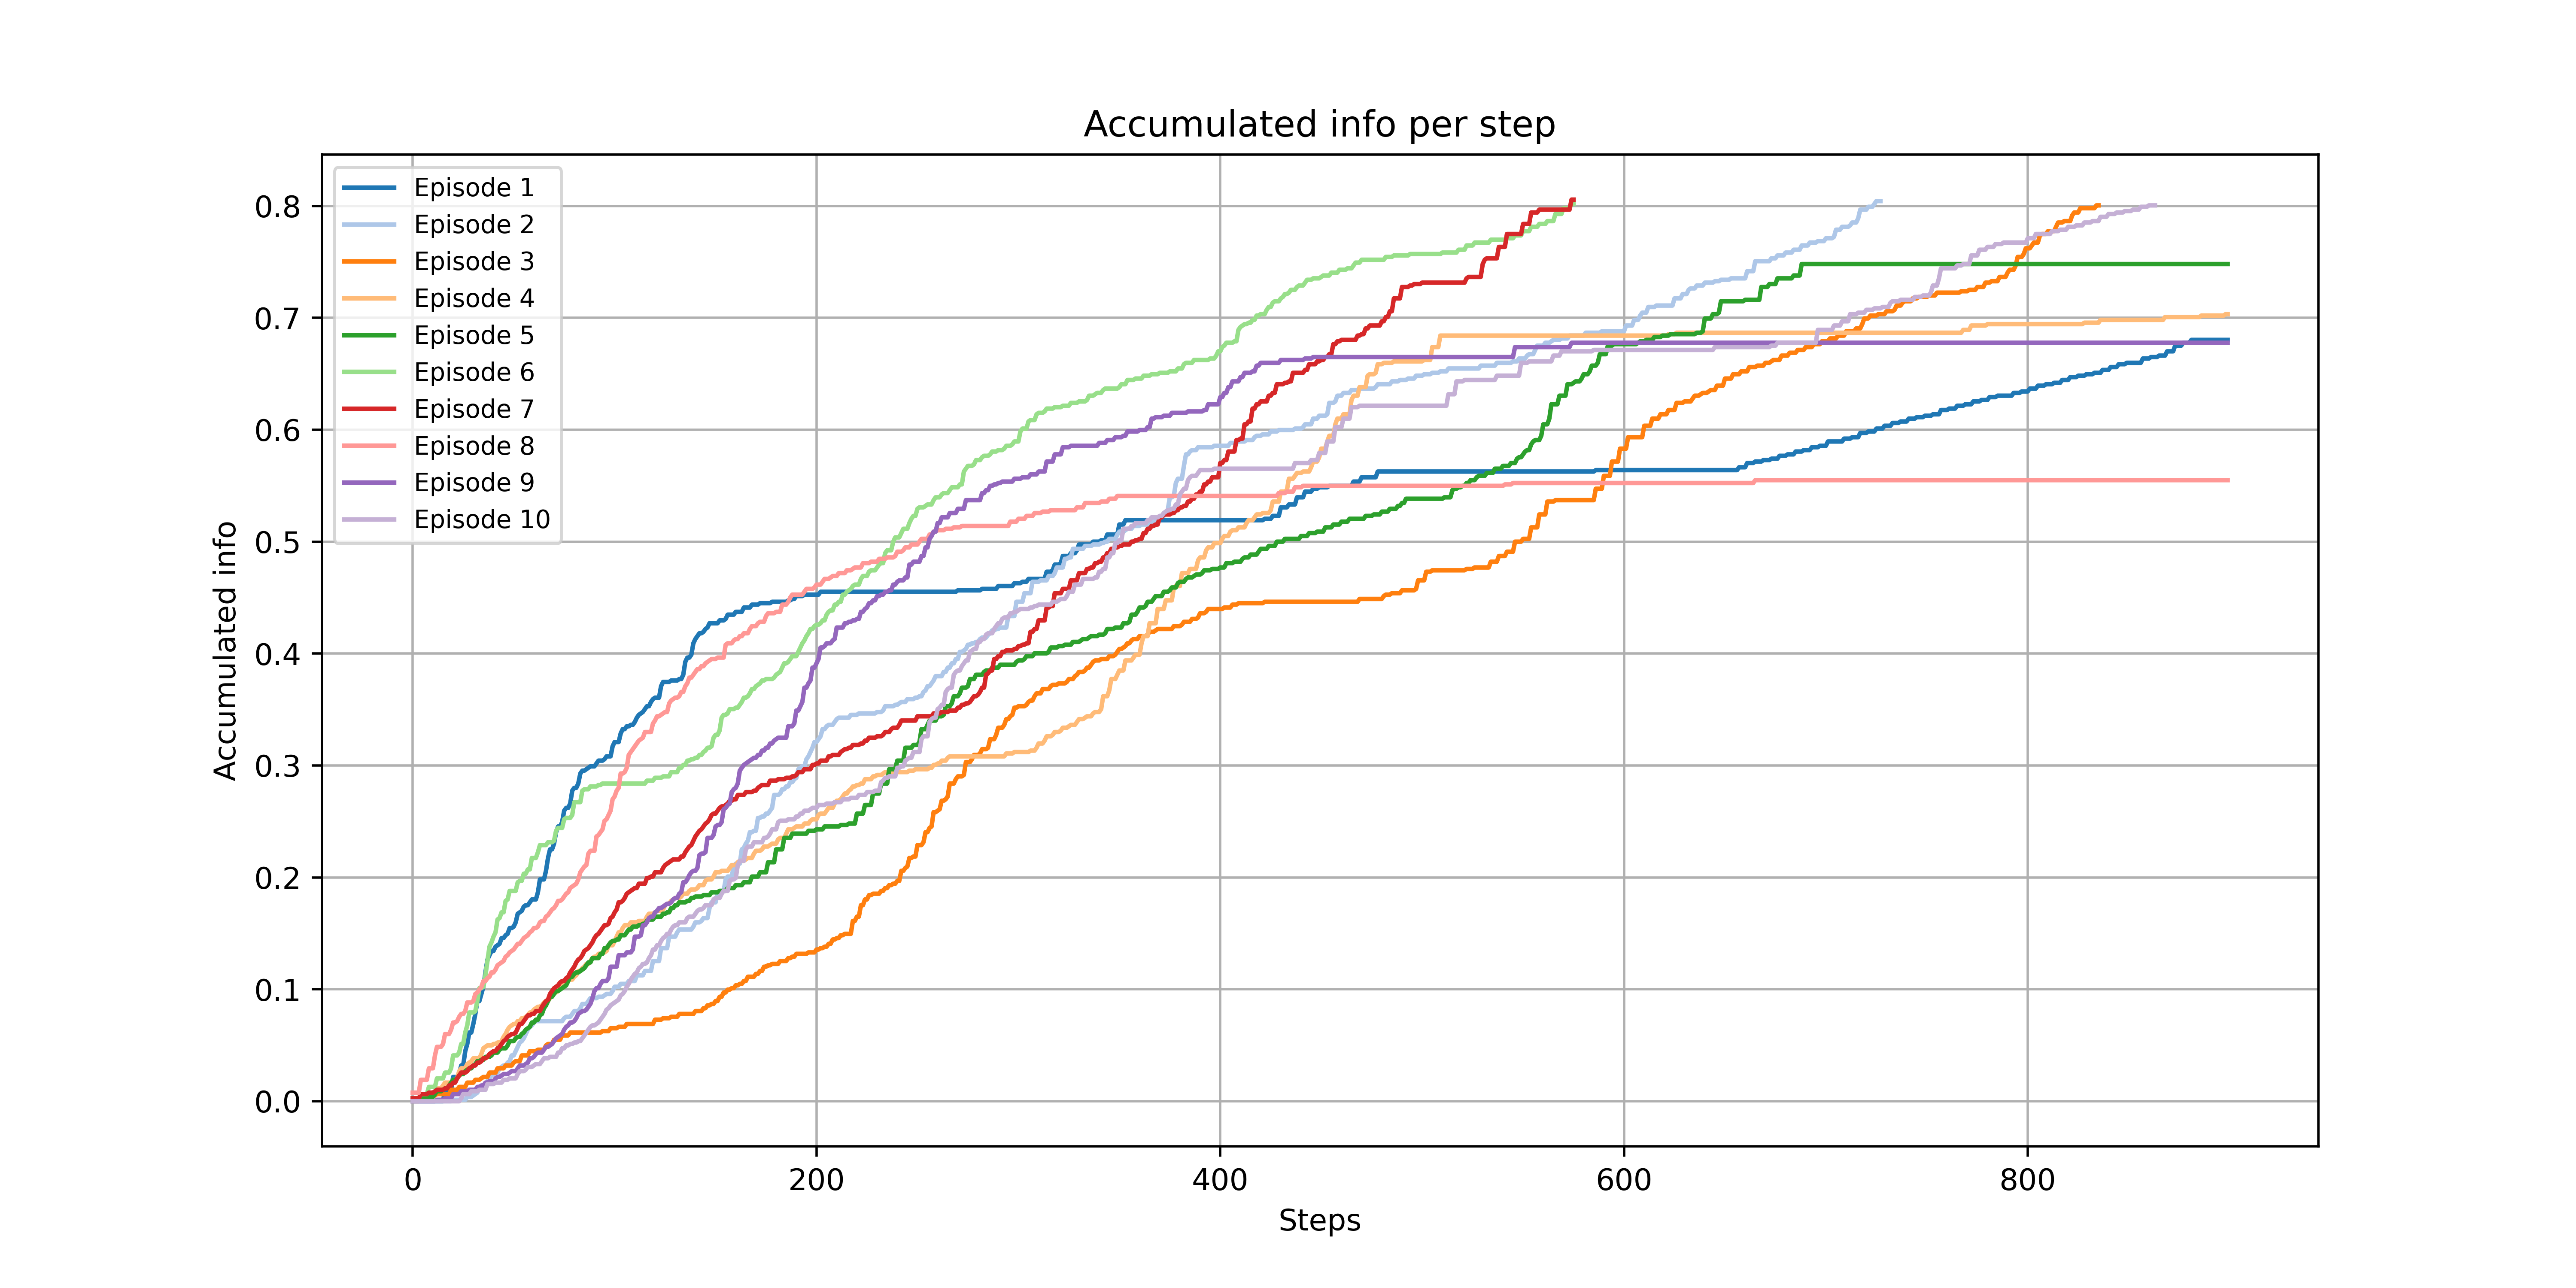 Accumulated info per step
Episode 1
Episode 2
Episode 3
Episode 4
Episode 5
Episode 6
Episode 7
Episode 8
Episode 9
Episode 10
0.8
0.7
0.6
0.5
0.4
0.3
0.2
0.1
0.0
Accumulated info
0 200 400 600 800
Steps